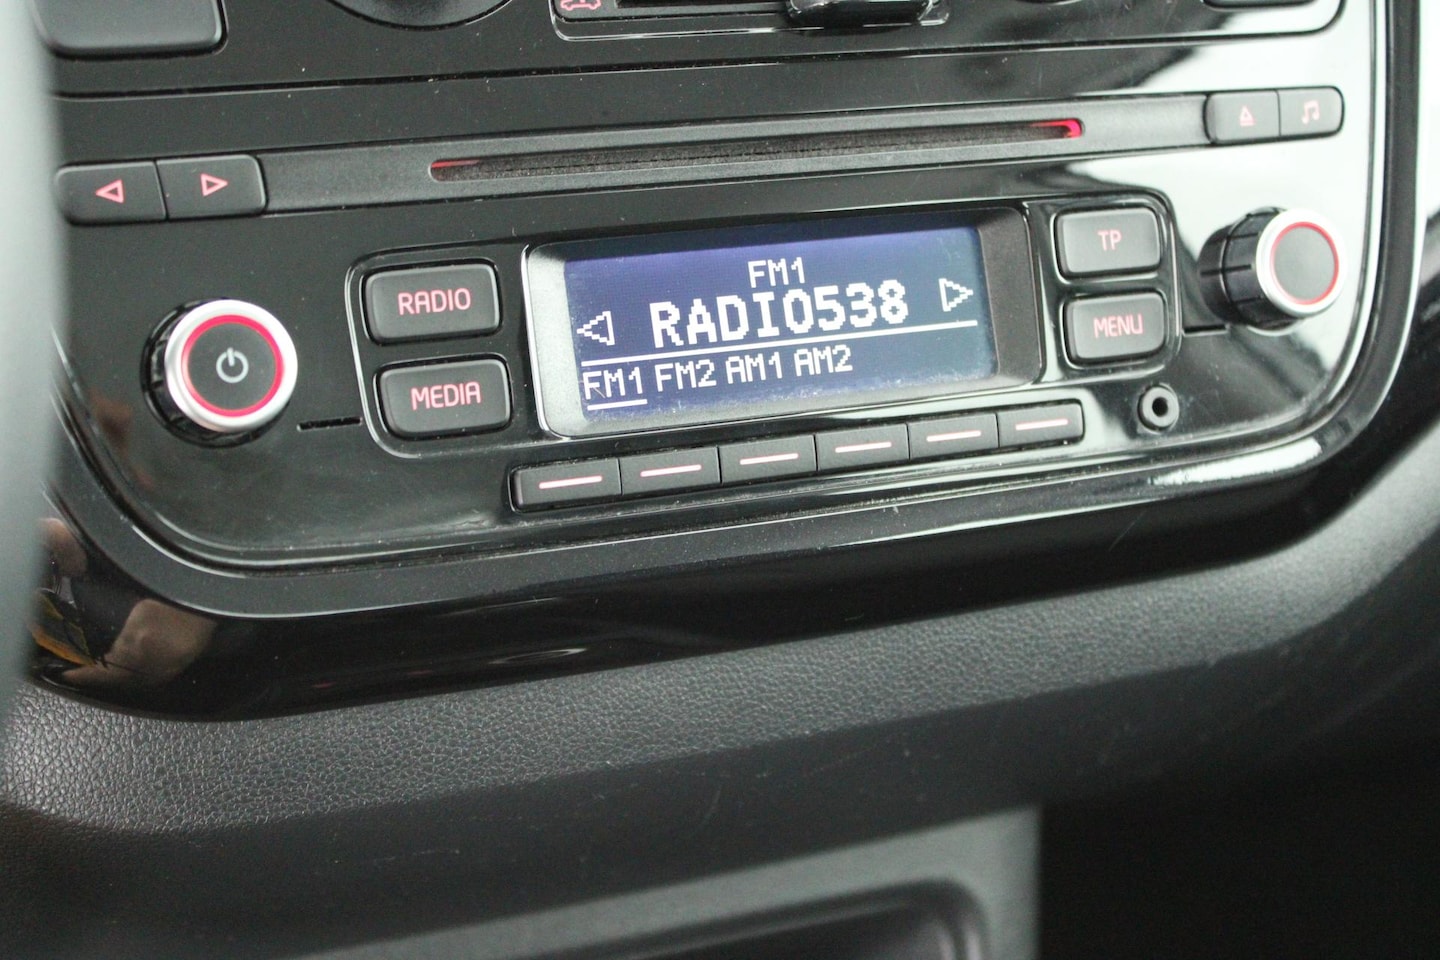 RADIO
MEDIA
FM1
RADIO538
FM1 FM2 AM1 AM2
TP
MENU